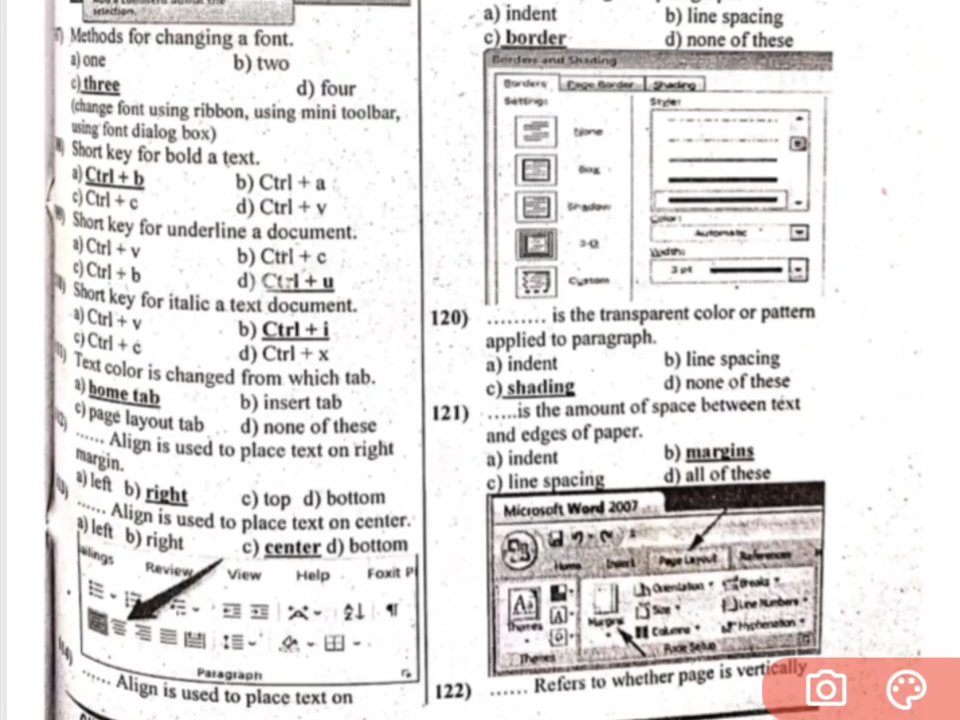 selection.
7) Methods for changing a font.
a) one b) two
c) three d) four
(change font using ribbon, using mini toolbar,
using font dialog box)
8) Short key for bold a text.
a) Ctrl + b b) Ctrl + a
c) Ctrl + c d) Ctrl + v
Short key for underline a document.
a) Ctrl + v b) Ctrl + c
c) Ctrl + b d) Ctrl + u
Short key for italic a text document.
a) Ctrl + v b) Ctrl + i
c) Ctrl + c d) Ctrl + x
Text color is changed from which tab.
a) home tab b) insert tab
c) page layout tab d) none of these
...... Align is used to place text on right
margin.
a) left b) right c) top d) bottom
...... Align is used to place text on center.
a) left b) right c) center d) bottom
Review View Help Foxit P
Paragraph
...... Align is used to place text on
a) indent b) line spacing
c) border d) none of these
Borders and Shading
Borders Page Border Shading
Setting: Style:
None
Box
Shadow
Color:
Automatic
3-D
Width:
3 pt
Custom
120) ......... is the transparent color or pattern
applied to paragraph.
a) indent b) line spacing
c) shading d) none of these
121) .....is the amount of space between text
and edges of paper.
a) indent b) margins
c) line spacing d) all of these
Microsoft Word 2007
Home Insert Page Layout References
Orientation Breaks
Themes Margins Size Line Numbers
Columns Hyphenation
Themes Page Setup
122) ...... Refers to whether page is vertically